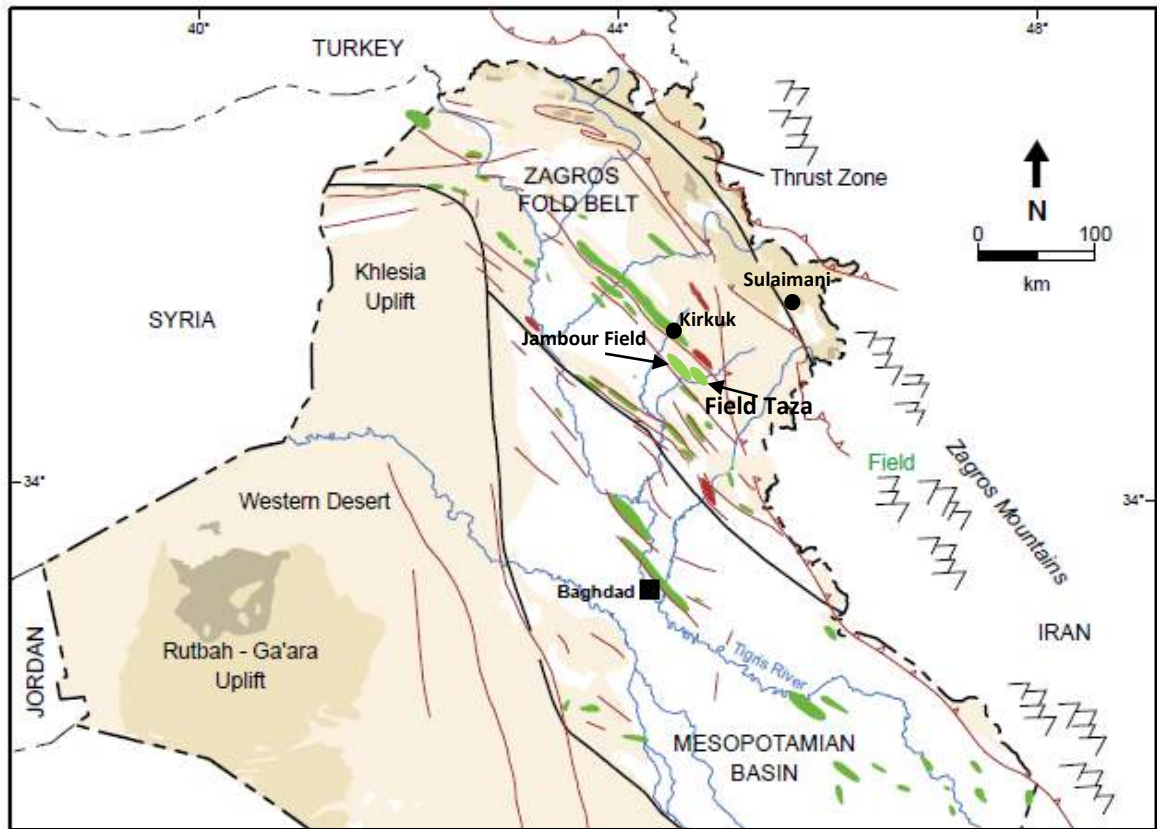 40°
44°
48°
TURKEY
Thrust Zone
N
0
100
km
ZAGROS
FOLD BELT
Khlesia
Uplift
Sulaimani
SYRIA
Kirkuk
Jambour Field
Field Taza
Field
Zagros Mountains
34°
34°
Western Desert
Baghdad
IRAN
JORDAN
Rutbah - Ga'ara
Uplift
Tigris River
MESOPOTAMIAN
BASIN